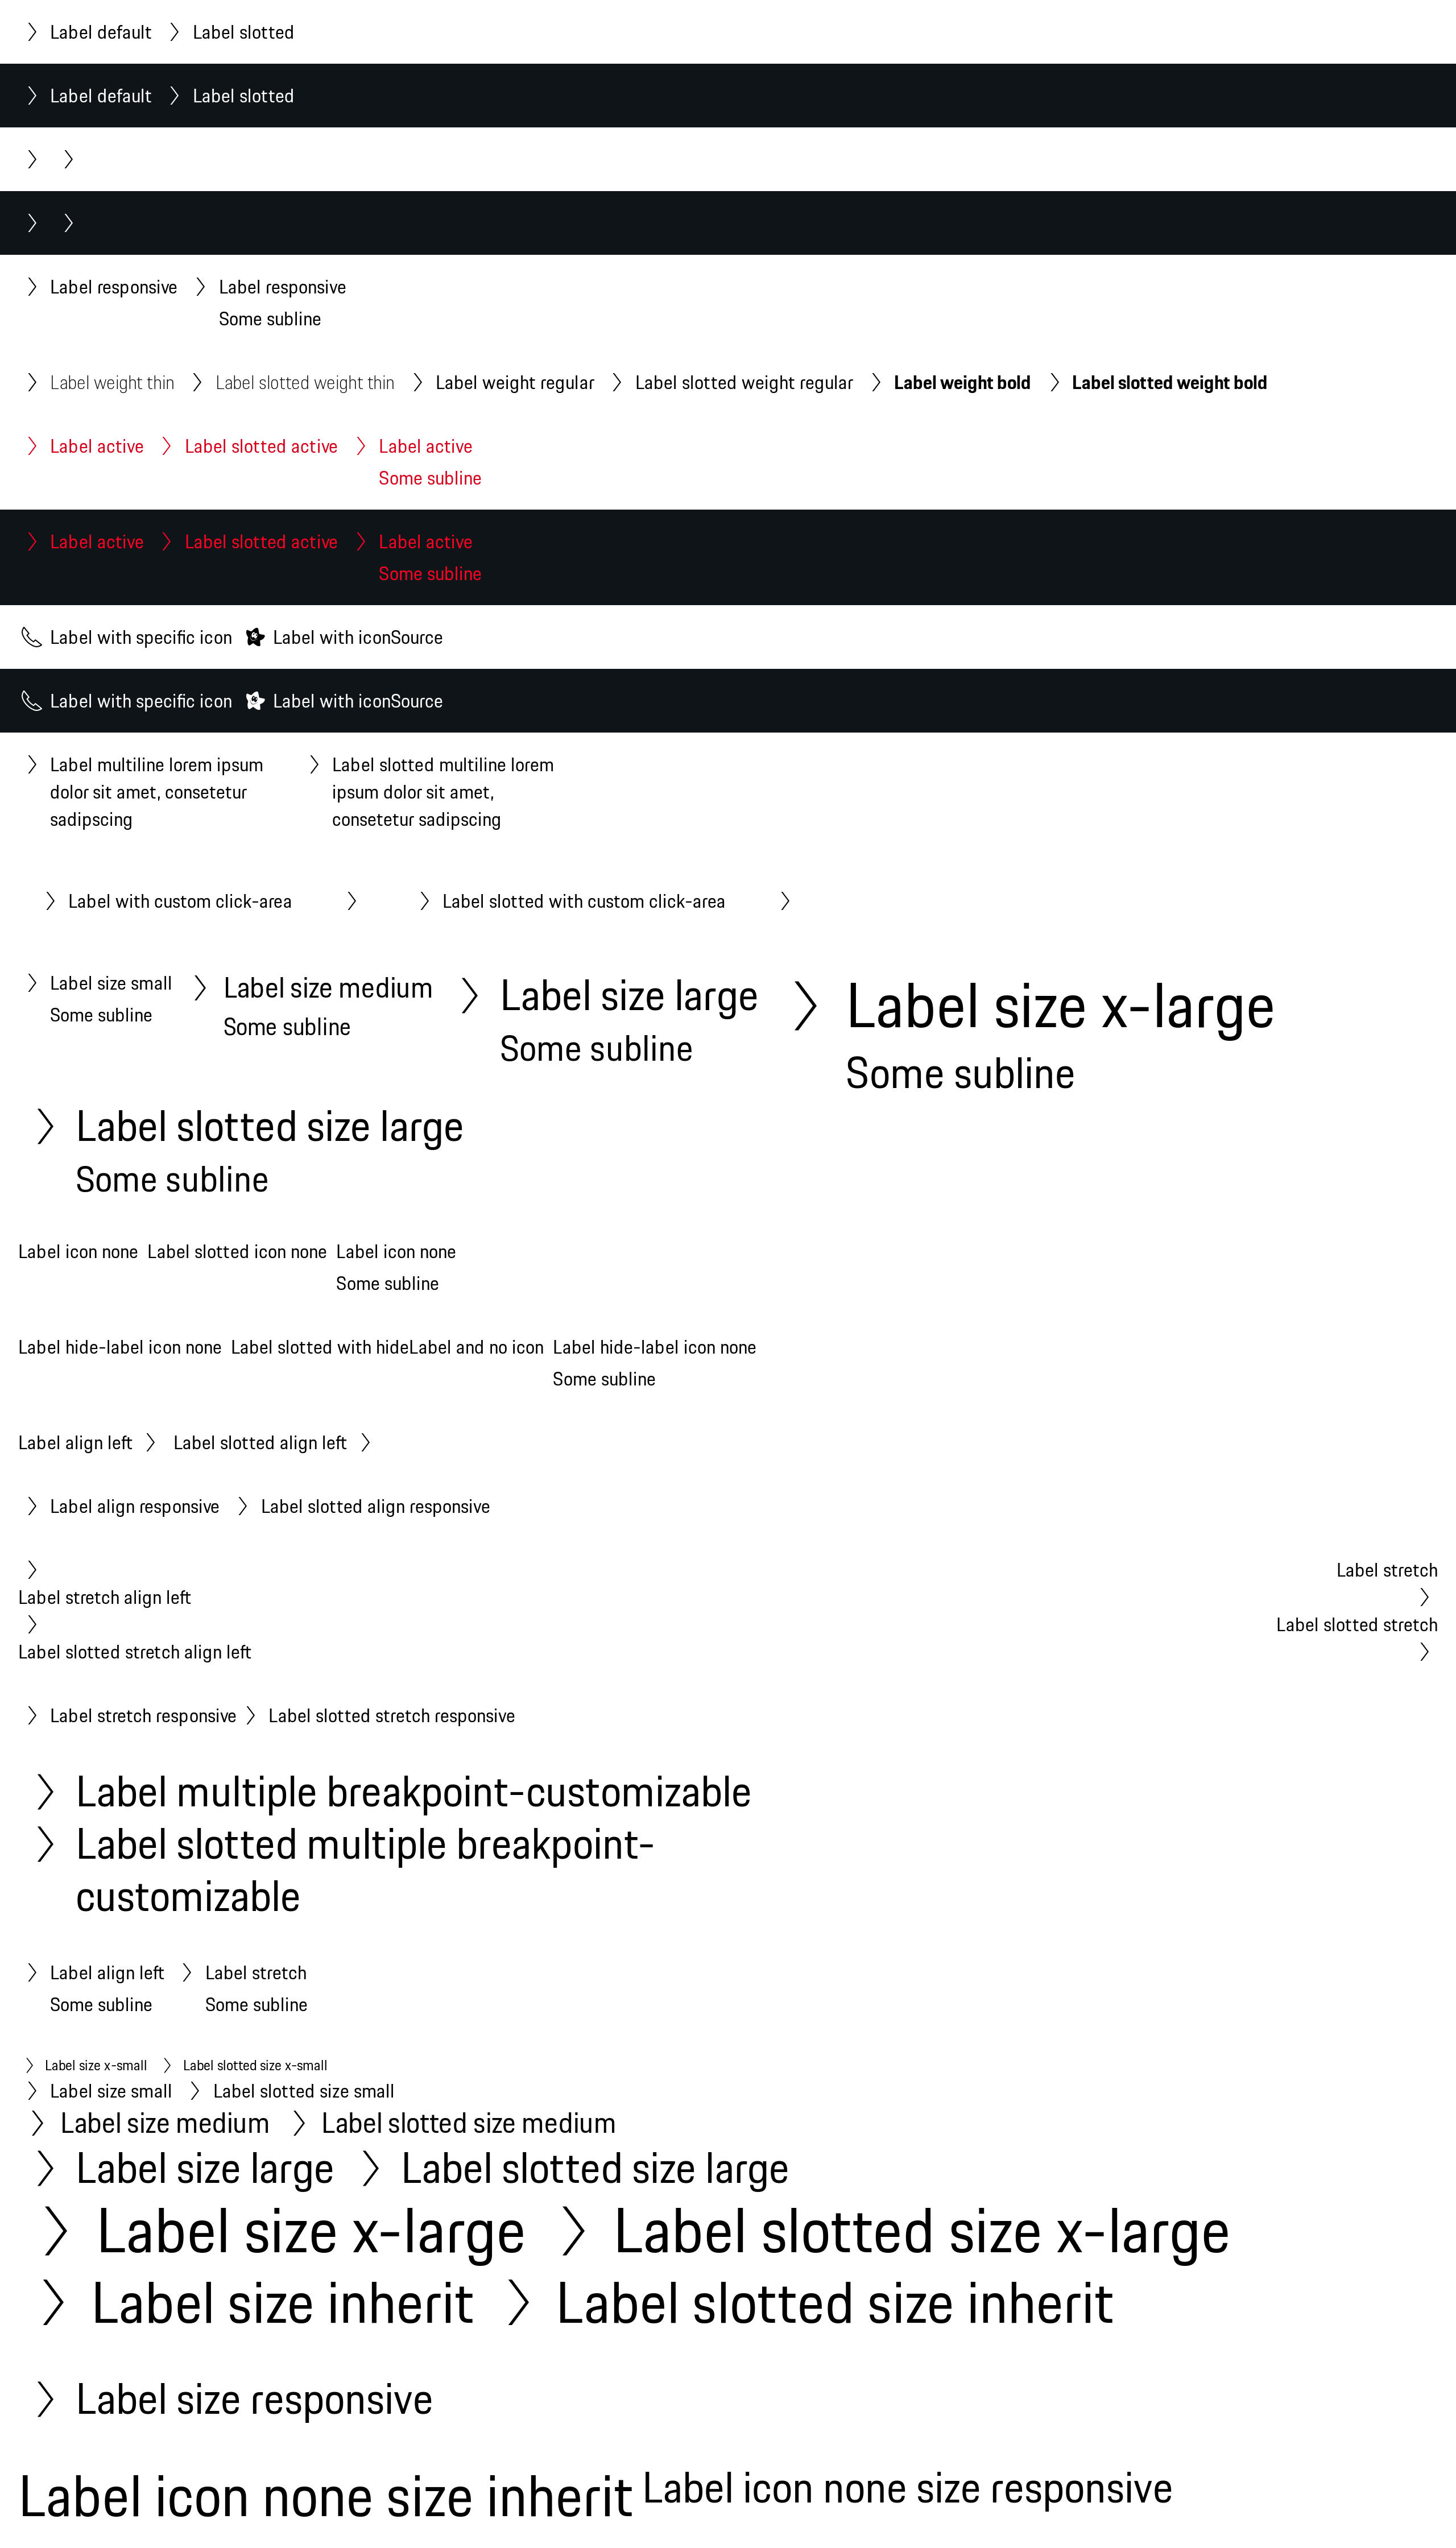 Label default Label slotted
Label default Label slotted
Label responsive Label responsive
Some subline
Label weight thin Label slotted weight thin Label weight regular Label slotted weight regular Label weight bold Label slotted weight bold
Label active Label slotted active Label active
Some subline
Label active Label slotted active Label active
Some subline
Label with specific icon Label with iconSource
Label with specific icon Label with iconSource
Label multiline lorem ipsum
dolor sit amet, consetetur
sadipscing
Label slotted multiline lorem
ipsum dolor sit amet,
consetetur sadipscing
Label with custom click-area Label slotted with custom click-area
Label size small
Some subline
Label size medium
Some subline
Label size large
Some subline
Label size x-large
Some subline
Label slotted size large
Some subline
Label icon none Label slotted icon none Label icon none
Some subline
Label hide-label icon none Label slotted with hideLabel and no icon Label hide-label icon none
Some subline
Label align left Label slotted align left
Label align responsive Label slotted align responsive
Label stretch
Label stretch align left
Label slotted stretch
Label slotted stretch align left
Label stretch responsive Label slotted stretch responsive
Label multiple breakpoint-customizable
Label slotted multiple breakpoint-
customizable
Label align left Label stretch
Some subline Some subline
Label size x-small Label slotted size x-small
Label size small Label slotted size small
Label size medium Label slotted size medium
Label size large Label slotted size large
Label size x-large Label slotted size x-large
Label size inherit Label slotted size inherit
Label size responsive
Label icon none size inherit Label icon none size responsive